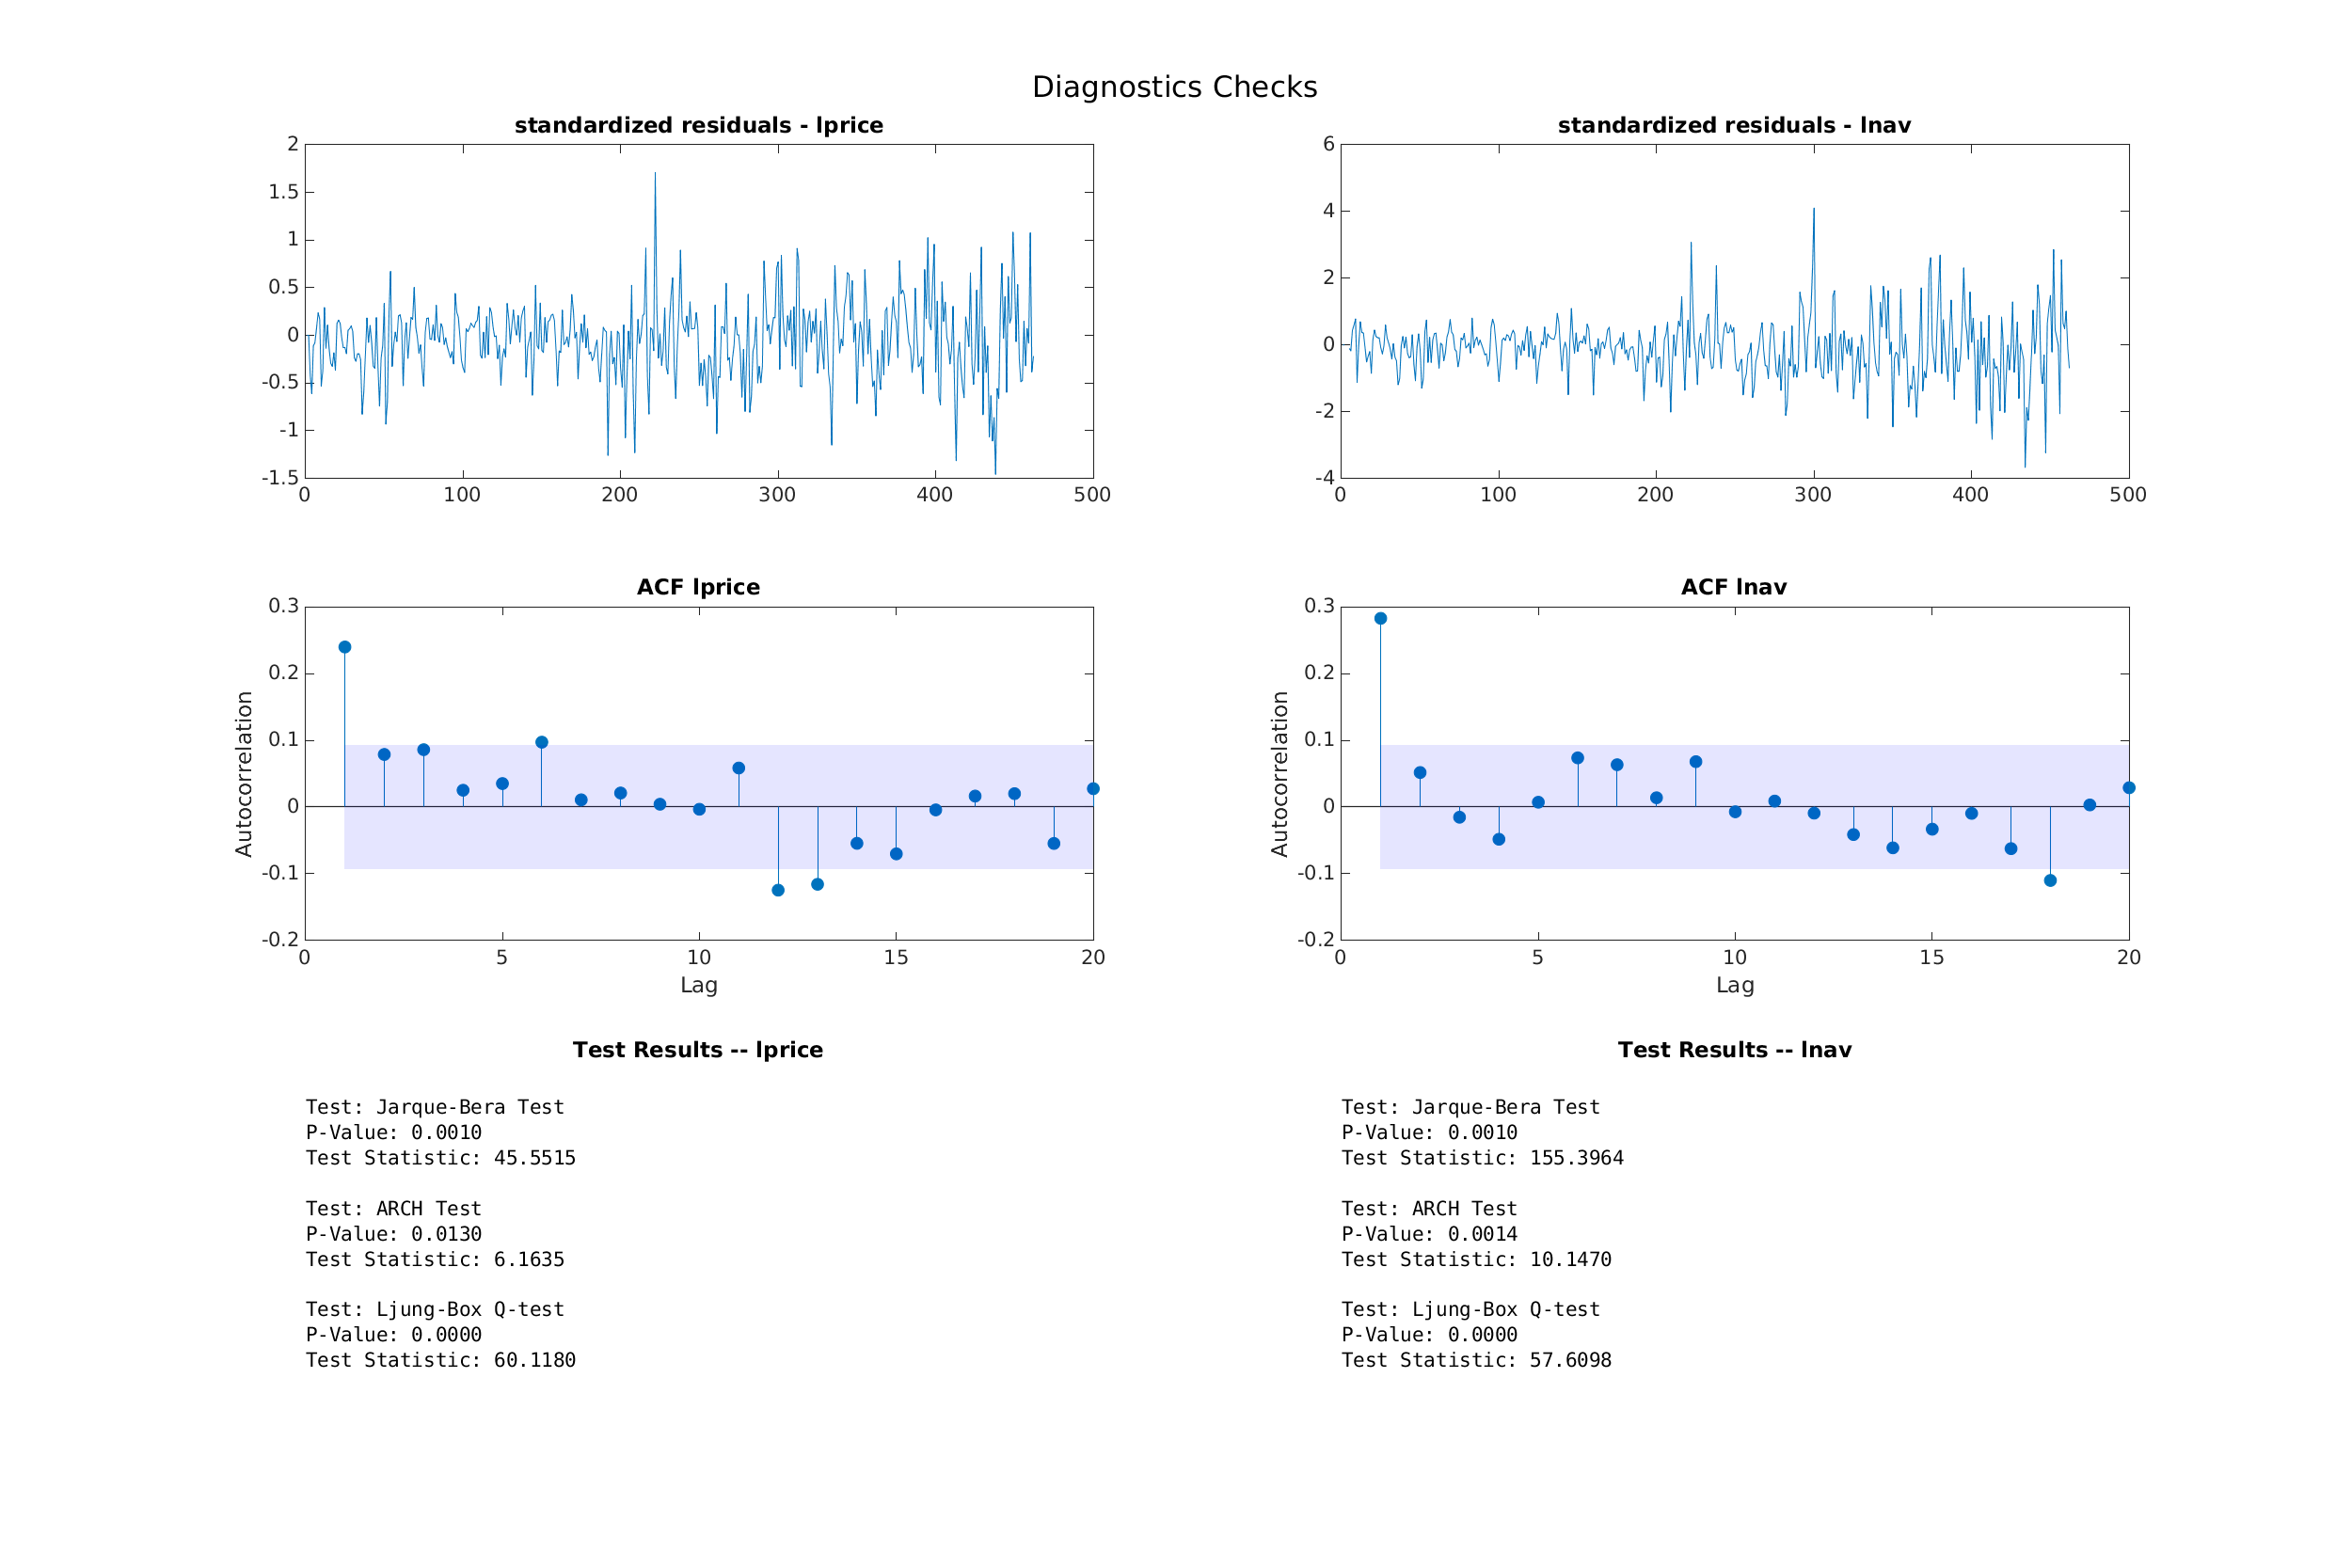 Diagnostics Checks
standardized residuals - lprice
2
1.5
1
0.5
0
-0.5
-1
-1.5
0 100 200 300 400 500
standardized residuals - lnav
6
4
2
0
-2
-4
0 100 200 300 400 500
ACF lprice
0.3
0.2
0.1
0
-0.1
-0.2
Autocorrelation
0 5 10 15 20
Lag
ACF lnav
0.3
0.2
0.1
0
-0.1
-0.2
Autocorrelation
0 5 10 15 20
Lag
Test Results -- lprice
Test: Jarque-Bera Test
P-Value: 0.0010
Test Statistic: 45.5515
Test: ARCH Test
P-Value: 0.0130
Test Statistic: 6.1635
Test: Ljung-Box Q-test
P-Value: 0.0000
Test Statistic: 60.1180
Test Results -- lnav
Test: Jarque-Bera Test
P-Value: 0.0010
Test Statistic: 155.3964
Test: ARCH Test
P-Value: 0.0014
Test Statistic: 10.1470
Test: Ljung-Box Q-test
P-Value: 0.0000
Test Statistic: 57.6098